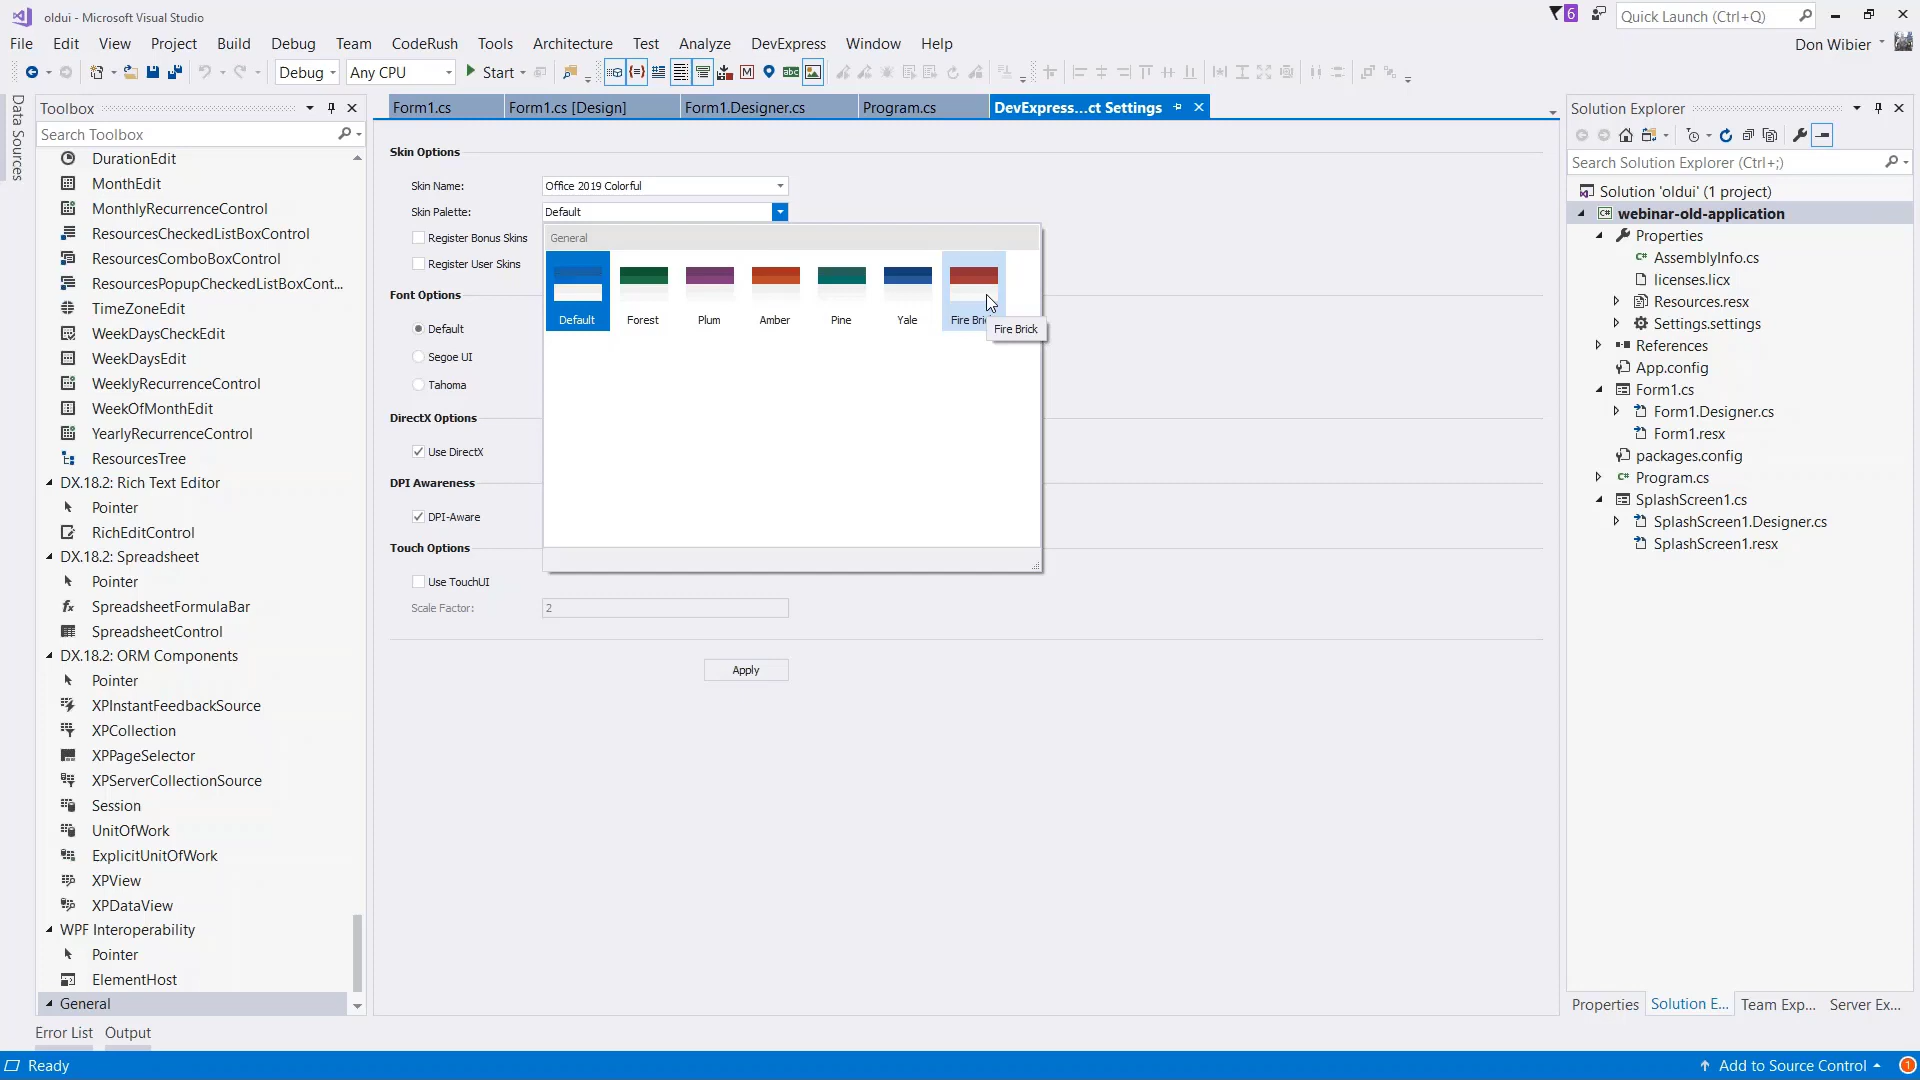 oldui - Microsoft Visual Studio
6
Quick Launch (Ctrl+Q)
File Edit View Project Build Debug Team CodeRush Tools Architecture Test Analyze DevExpress Window Help
Don Wibier
Debug Any CPU Start
Data Sources
Toolbox
Search Toolbox
DurationEdit
MonthEdit
MonthlyRecurrenceControl
ResourcesCheckedListBoxControl
ResourcesComboBoxControl
ResourcesPopupCheckedListBoxCont...
TimeZoneEdit
WeekDaysCheckEdit
WeekDaysEdit
WeeklyRecurrenceControl
WeekOfMonthEdit
YearlyRecurrenceControl
ResourcesTree
DX.18.2: Rich Text Editor
Pointer
RichEditControl
DX.18.2: Spreadsheet
Pointer
SpreadsheetFormulaBar
SpreadsheetControl
DX.18.2: ORM Components
Pointer
XPInstantFeedbackSource
XPCollection
XPPageSelector
XPServerCollectionSource
Session
UnitOfWork
ExplicitUnitOfWork
XPView
XPDataView
WPF Interoperability
Pointer
ElementHost
General
Form1.cs Form1.cs [Design] Form1.Designer.cs Program.cs DevExpress...ct Settings
Skin Options
Skin Name: Office 2019 Colorful
Skin Palette: Default
Register Bonus Skins
Register User Skins
General
Default Forest Plum Amber Pine Yale Fire Bri
Fire Brick
Font Options
Default
Segoe UI
Tahoma
DirectX Options
Use DirectX
DPI Awareness
DPI-Aware
Touch Options
Use TouchUI
Scale Factor: 2
Apply
Solution Explorer
Search Solution Explorer (Ctrl+;)
Solution 'oldui' (1 project)
webinar-old-application
Properties
AssemblyInfo.cs
licenses.licx
Resources.resx
Settings.settings
References
App.config
Form1.cs
Form1.Designer.cs
Form1.resx
packages.config
Program.cs
SplashScreen1.cs
SplashScreen1.Designer.cs
SplashScreen1.resx
Properties Solution E... Team Exp... Server Ex...
Error List Output
Ready
Add to Source Control
1